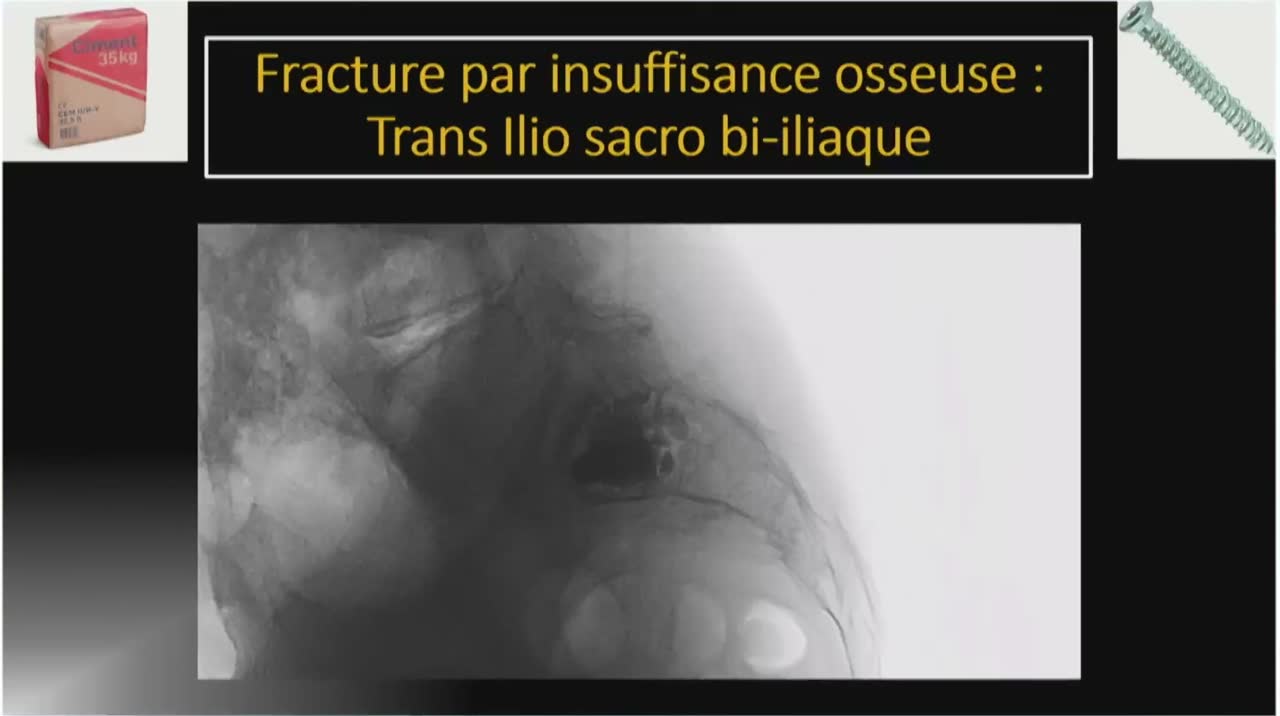 Ciment
35kg
Fracture par insuffisance osseuse :
Trans Ilio sacro bi-iliaque